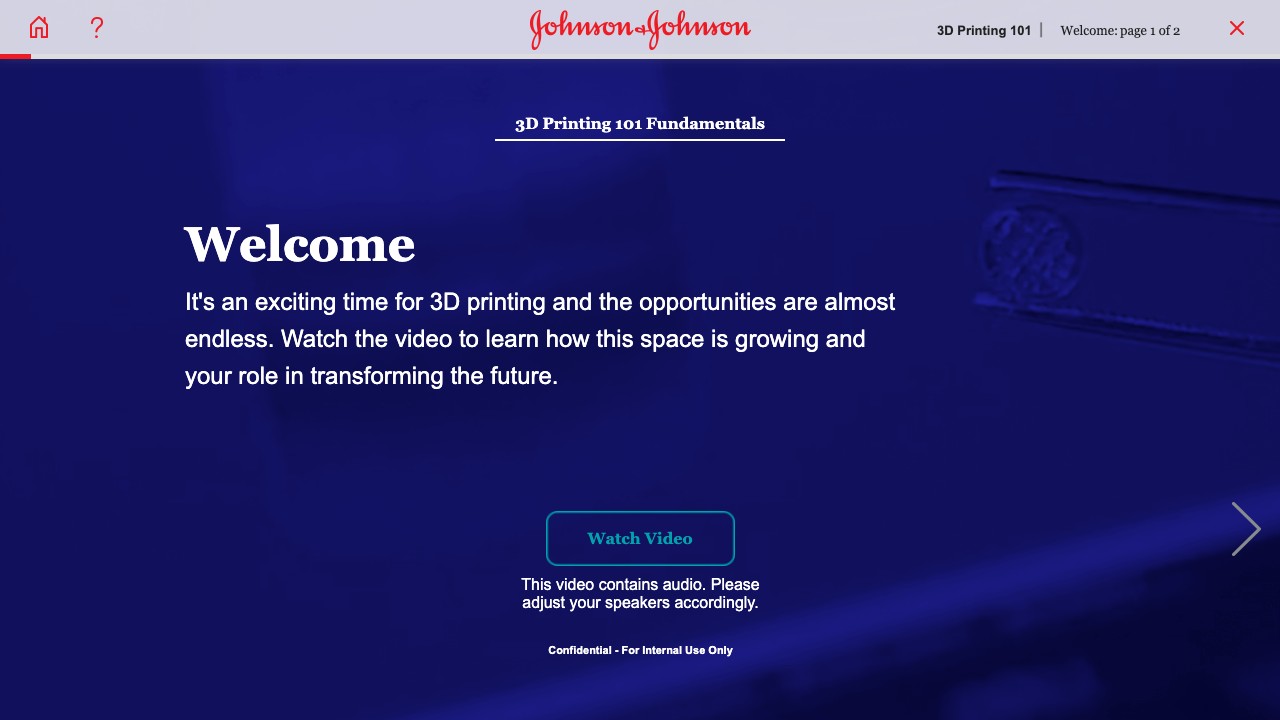 ?
Johnson & Johnson
3D Printing 101 | Welcome: page 1 of 2
3D Printing 101 Fundamentals
Welcome
It's an exciting time for 3D printing and the opportunities are almost
endless. Watch the video to learn how this space is growing and
your role in transforming the future.
Watch Video
This video contains audio. Please
adjust your speakers accordingly.
Confidential - For Internal Use Only